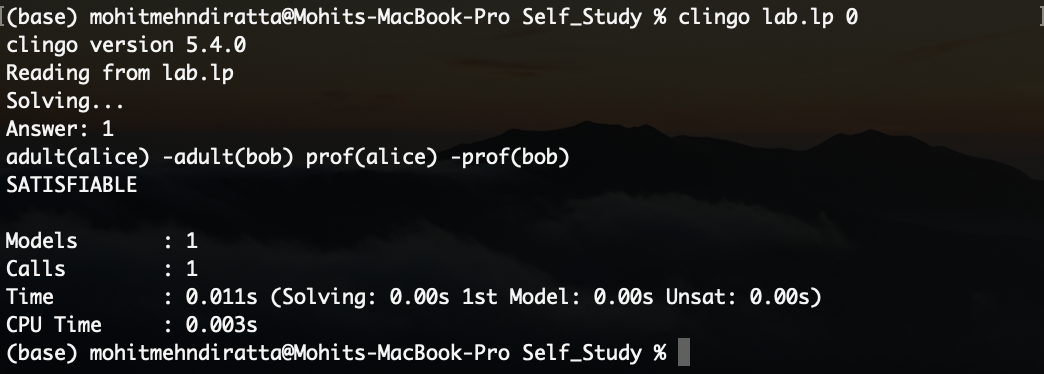 (base) mohitmehndiratta@Mohits-MacBook-Pro Self_Study % clingo lab.lp 0
clingo version 5.4.0
Reading from lab.lp
Solving...
Answer: 1
adult(alice) -adult(bob) prof(alice) -prof(bob)
SATISFIABLE

Models       : 1
Calls        : 1
Time         : 0.011s (Solving: 0.00s 1st Model: 0.00s Unsat: 0.00s)
CPU Time     : 0.003s
(base) mohitmehndiratta@Mohits-MacBook-Pro Self_Study %